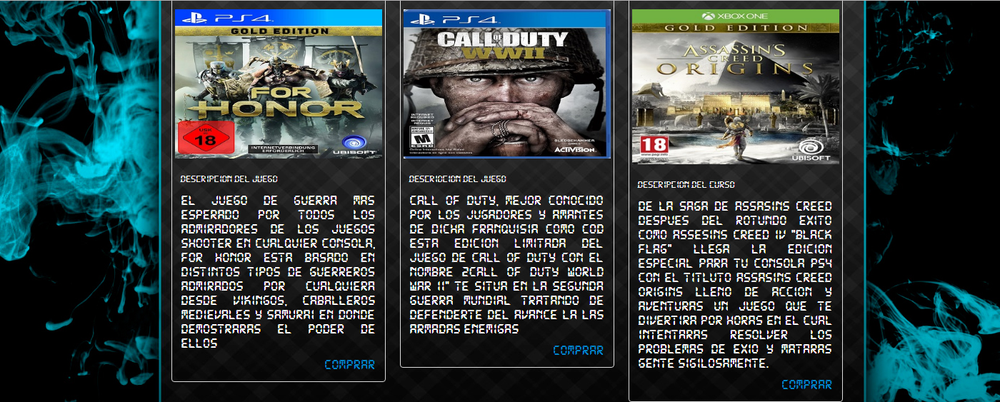 PS4
GOLD EDITION
FOR
HONOR
USK
18
INTERNETVERBINDUNG
ERFORDERLICH
UBISOFT
DESCRIPCION DEL JUEGO
EL JUEGO DE GUERRA MAS
ESPERADO POR TODOS LOS
ADMIRADORES DE LOS JUEGOS
SHOOTER EN CUALQUIER CONSOLA,
FOR HONOR ESTA BASADO EN
DISTINTOS TIPOS DE GUERREROS
ADMIRADOS POR CUALQUIERA
DESDE VIKINGOS, CABALLEROS
MEDIEVALES Y SAMURAI EN DONDE
DEMOSTRARAS EL PODER DE
ELLOS
COMPRAR
PS4
CALL OF DUTY
WWII
INTERNET
REQUIRED
INTERNET
REQUIS
M
ESRB
SLEDGEHAMMER
GAMES
ACTIVISION
DESCRIOCION DEL JUEGO
CALL OF DUTY, MEJOR CONOCIDO
POR LOS JUGADORES Y AMANTES
DE DICHA FRANQUISIA COMO COD
ESTA EDICION LIMITADA DEL
JUEGO DE CALL OF DUTY CON EL
NOMBRE 2CALL OF DUTY WORLD
WAR II" TE SITUA EN LA SEGUNDA
GUERRA MUNDIAL TRATANDO DE
DEFENDERTE DEL AVANCE LA LAS
ARMADAS ENEMIGAS
COMPRAR
XBOX ONE
GOLD EDITION
ASSASSIN'S
CREED
ORIGINS
18
www.pegi.info
PROVISIONAL
UBISOFT
DESCRIPCION DEL CURSO
DE LA SAGA DE ASSASINS CREED
DESPUES DEL ROTUNDO EXITO
COMO ASSESINS CREED IV "BLACK
FLAG" LLEGA LA EDICION
ESPECIAL PARA TU CONSOLA PS4
CON EL TITLUTO ASSASINS CREED
ORIGINS LLENO DE ACCION Y
AVENTURAS UN JUEGO QUE TE
DIVERTIRA POR HORAS EN EL CUAL
INTENTARAS RESOLVER LOS
PROBLEMAS DE EXIO Y MATARAS
GENTE SIGILOSAMENTE.
COMPRAR